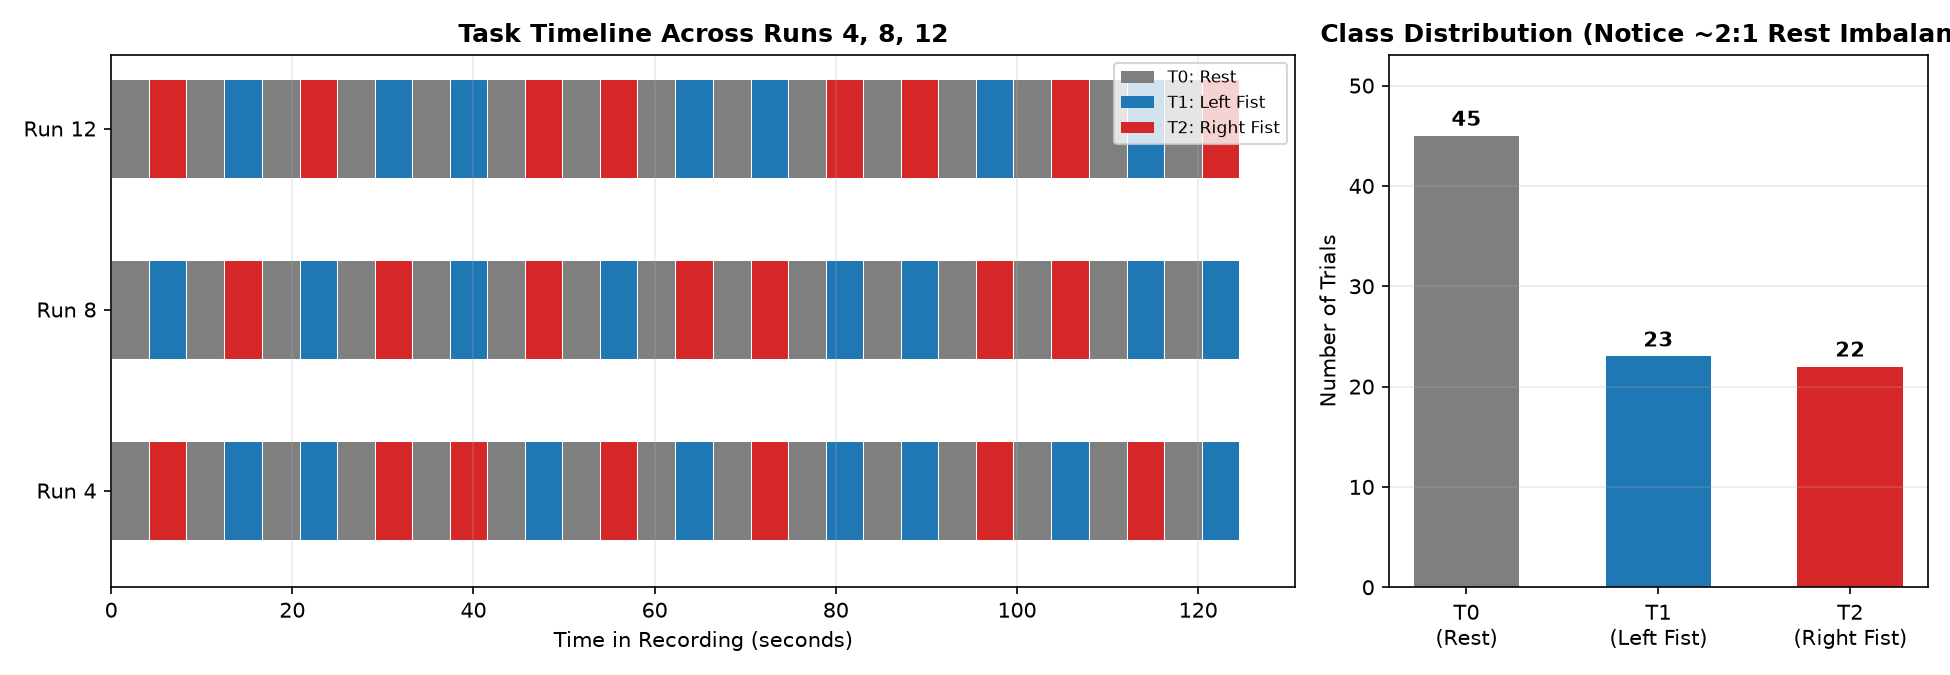 Task Timeline Across Runs 4, 8, 12
Run 12
Run 8
Run 4
T0: Rest
T1: Left Fist
T2: Right Fist
0 20 40 60 80 100 120
Time in Recording (seconds)
Class Distribution (Notice ~2:1 Rest Imbalan
Number of Trials
50
40
30
20
10
0
45
23
22
T0
(Rest)
T1
(Left Fist)
T2
(Right Fist)